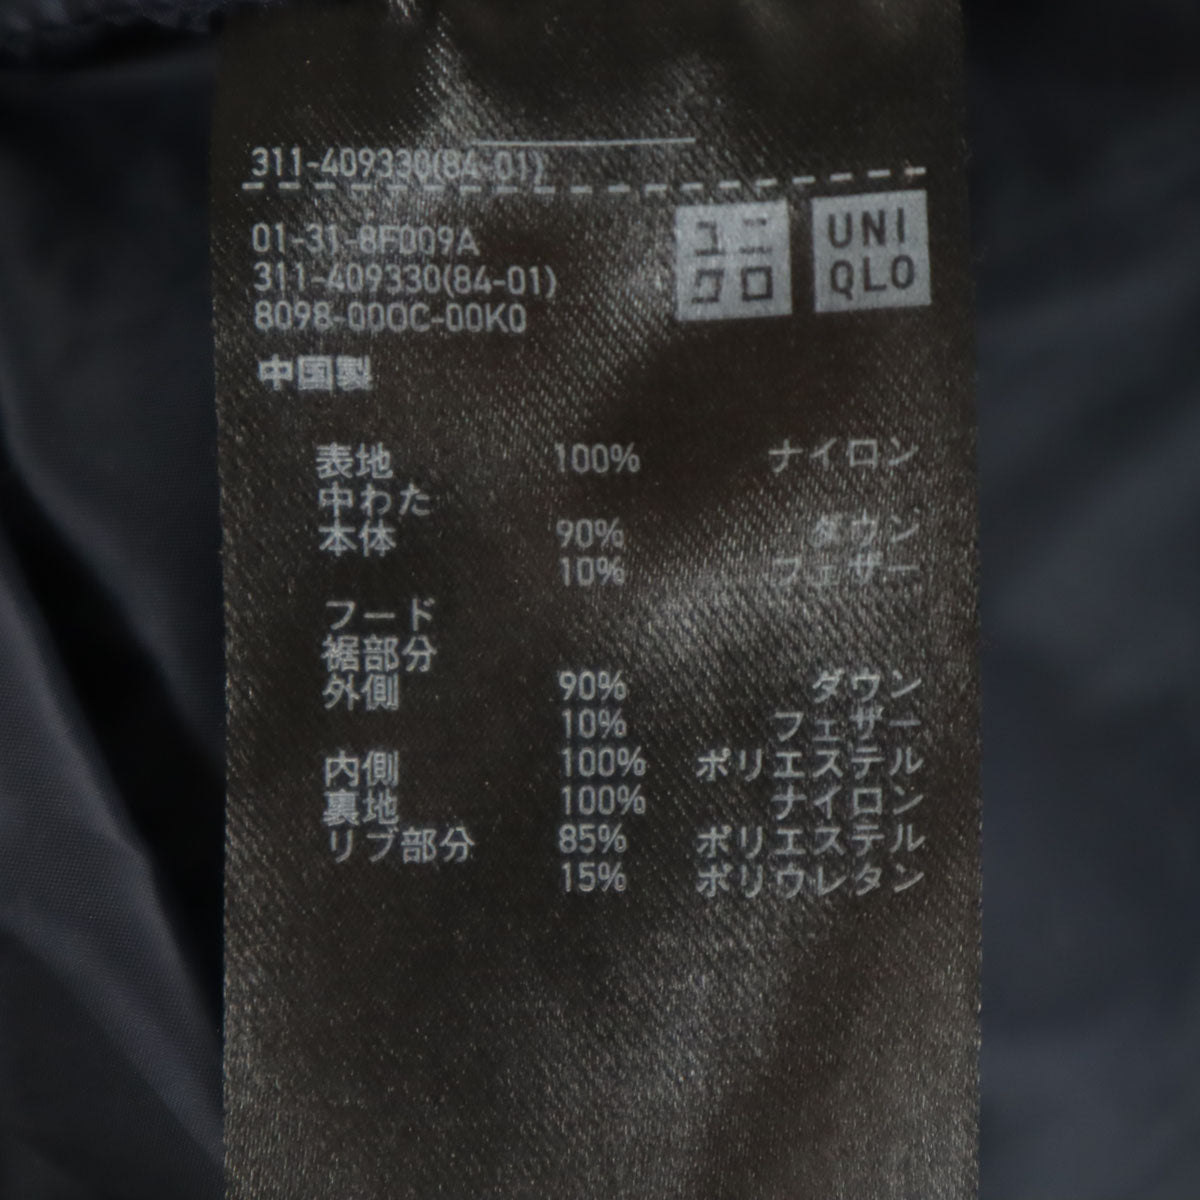 311-409330(84-01)
01-31-8F009A
311-409330(84-01)
8098-000C-00K0
ユニ
クロ
UNI
QLO
中国製
表地 100% ナイロン
中わた
本体 90% ダウン
10% フェザー
フード
裾部分
外側 90% ダウン
10% フェザー
内側 100% ポリエステル
裏地 100% ナイロン
リブ部分 85% ポリエステル
15% ポリウレタン